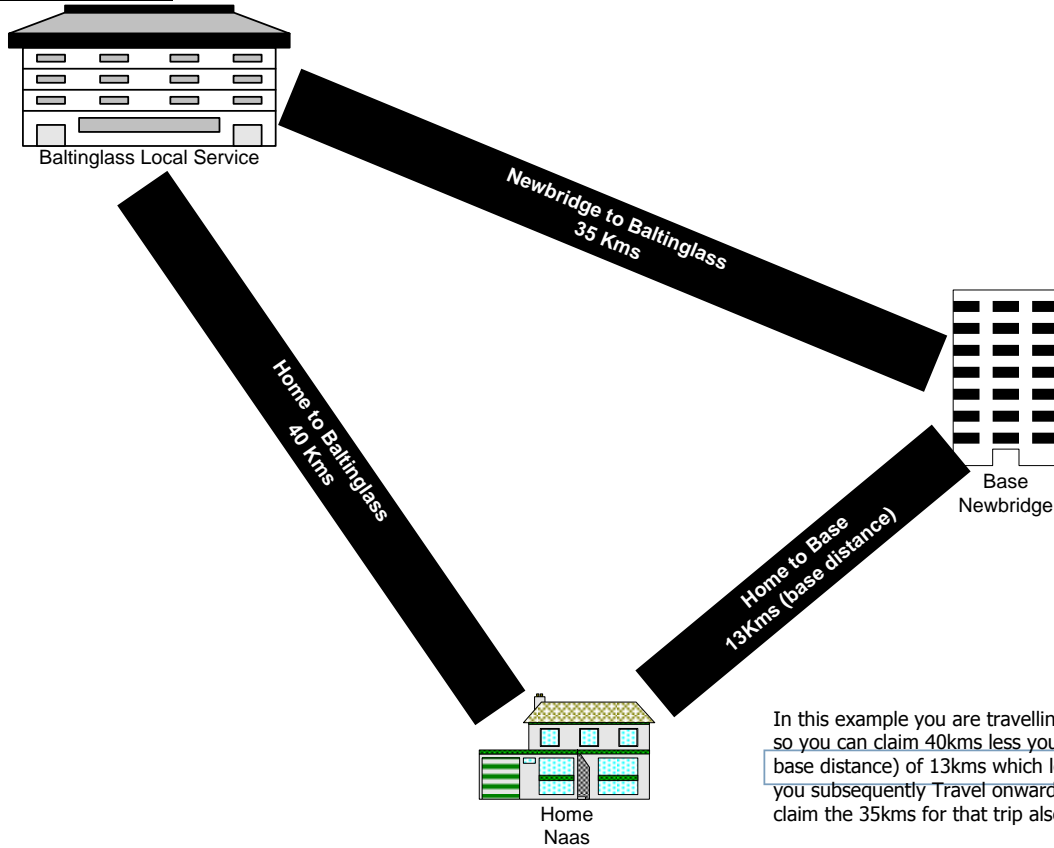 Baltinglass Local Service
Newbridge to Baltinglass
35 Kms
Home to Baltinglass
40 Kms
Base
Newbridge
Home to Base
13Kms (base distance)
Home
Naas
In this example you are travellin
so you can claim 40kms less you
base distance) of 13kms which l
you subsequently Travel onward
claim the 35kms for that trip also